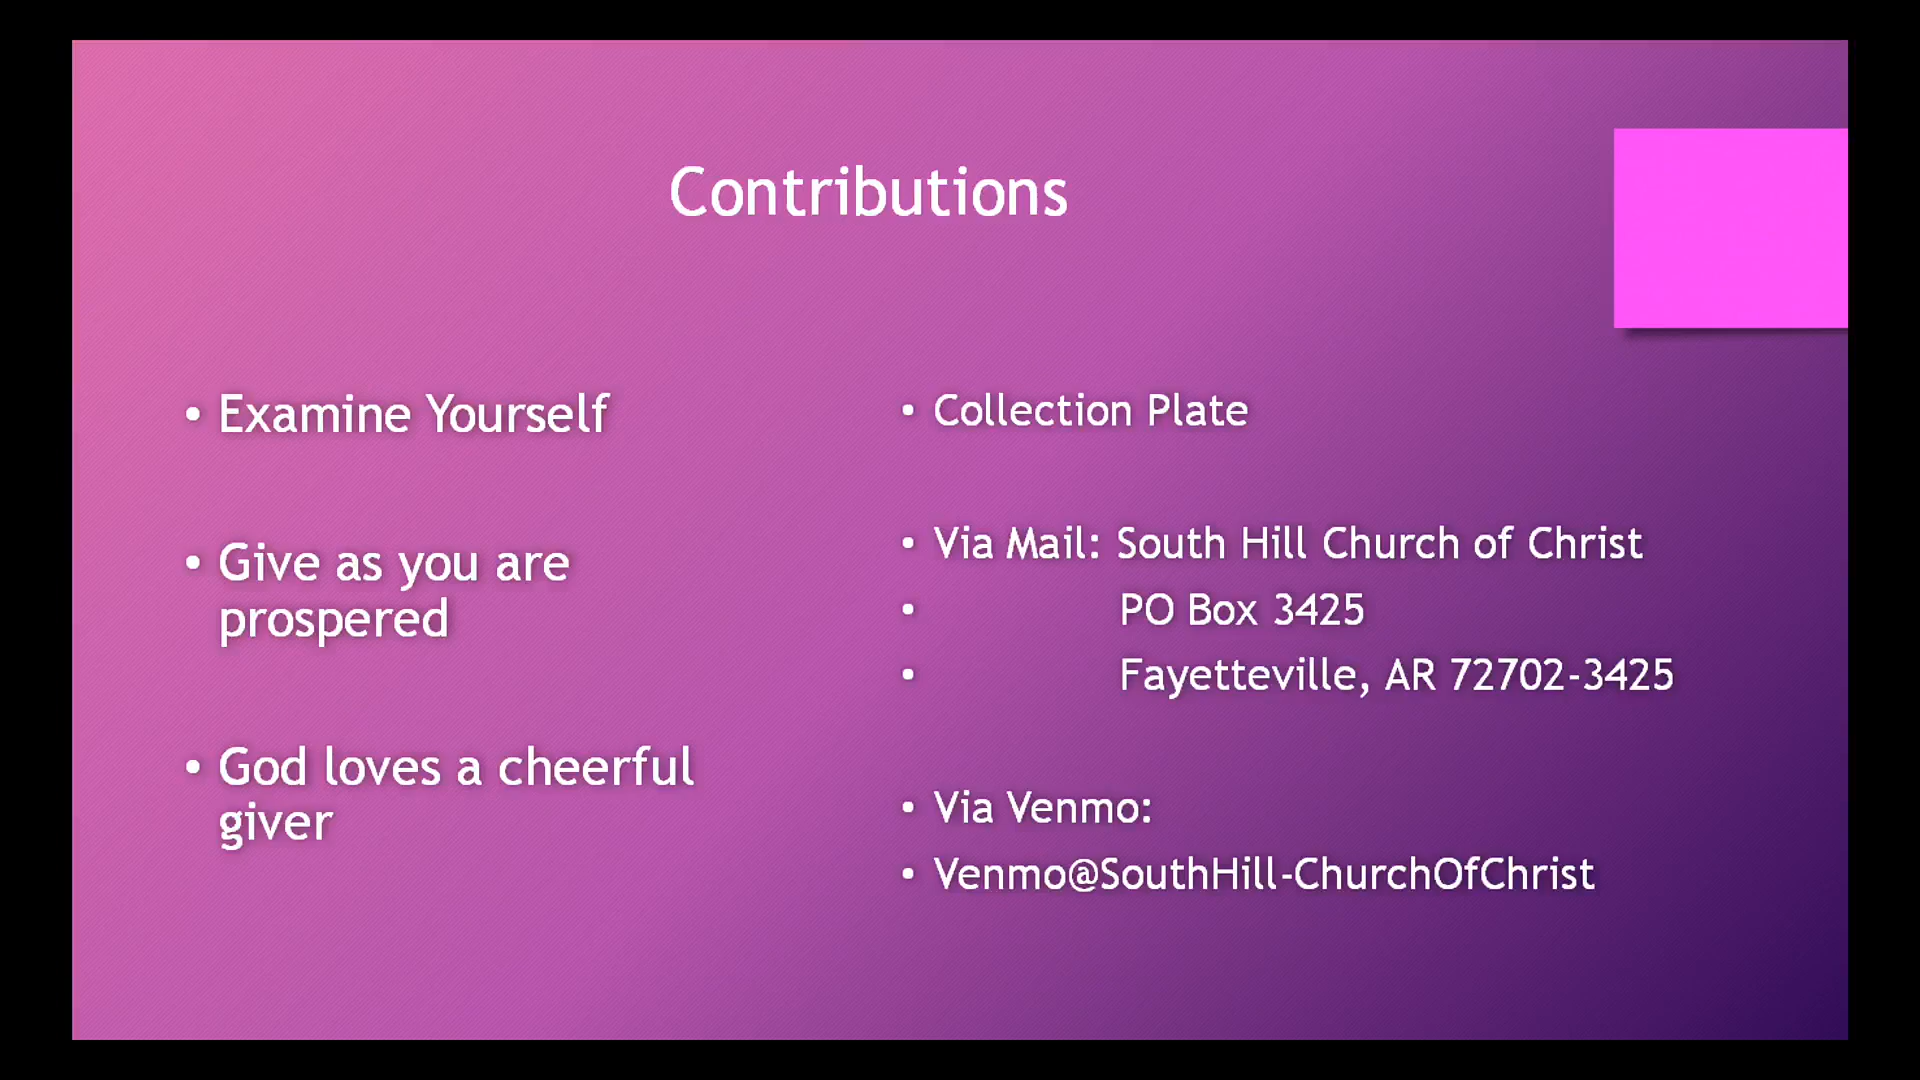 Contributions
• Examine Yourself
• Give as you are
prospered
• God loves a cheerful
giver
• Collection Plate
• Via Mail: South Hill Church of Christ
• PO Box 3425
• Fayetteville, AR 72702-3425
• Via Venmo:
• Venmo@SouthHill-ChurchOfChrist